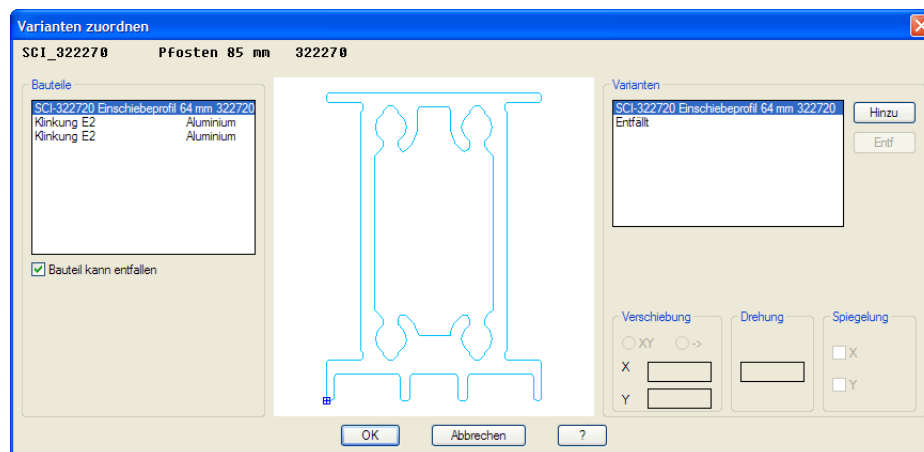 Varianten zuordnen
SCI_322270 Pfosten 85 mm 322270
Bauteile
SCI-322720 Einschiebeprofil 64 mm 322720
Klinkung E2 Aluminium
Klinkung E2 Aluminium
Bauteil kann entfallen
Varianten
SCI-322720 Einschiebeprofil 64 mm 322720
Entfällt
Hinzu
Entf
Verschiebung
XY ->
X
Y
Drehung
Spiegelung
X
Y
OK Abbrechen ?